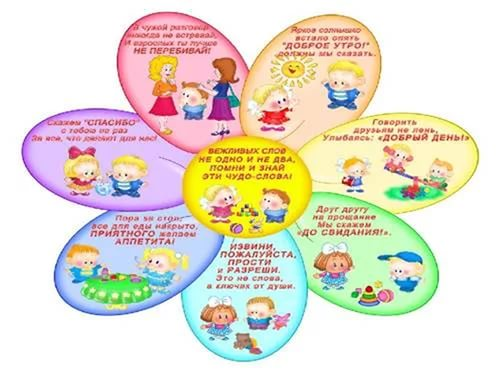 В чужой разговор
никогда не встревай,
И взрослых ты лучше
НЕ ПЕРЕБИВАЙ!
Яркое солнышко
встало опять
"ДОБРОЕ УТРО!"
должны мы сказать.
Скажем "СПАСИБО"
с тобою не раз
За все, что делают для нас!
ВЕЖЛИВЫХ СЛОВ
НЕ ОДНО И НЕ ДВА,
ПОМНИ И ЗНАЙ
ЭТИ ЧУДО-СЛОВА!
Говорить
друзьям не лень,
Улыбаясь: «ДОБРЫЙ ДЕНЬ!»
Пора за стол,
все для еды накрыто,
ПРИЯТНОГО желаем
АППЕТИТА!
Друг другу
на прощание
Мы скажем
«ДО СВИДАНИЯ!».
ИЗВИНИ,
ПОЖАЛУЙСТА,
ПРОСТИ
и РАЗРЕШИ.
Это не слова,
а ключах от души.